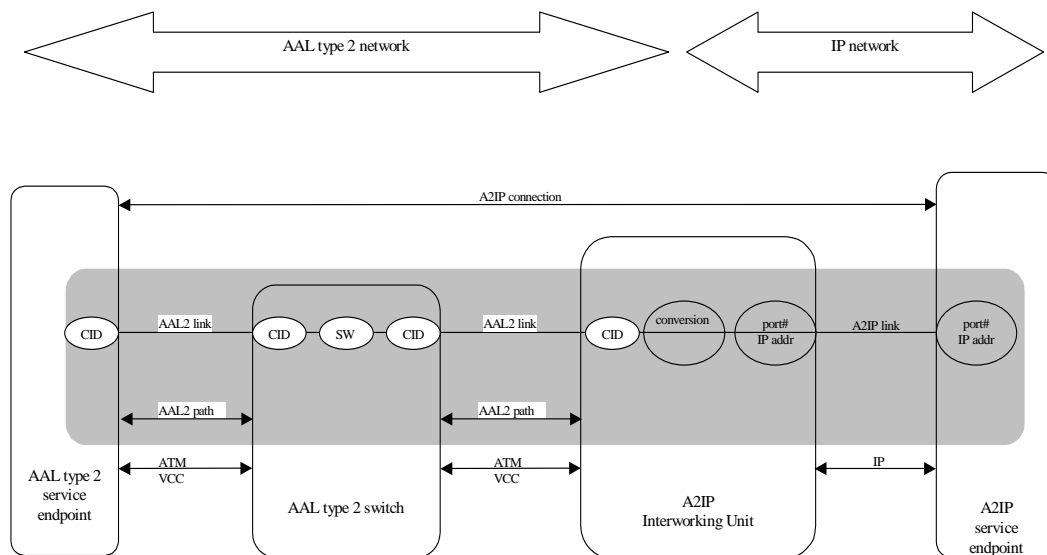 AAL type 2 network
IP network
A2IP connection
CID
AAL2 link
CID
SW
CID
AAL2 link
CID
conversion
port#
IP addr
A2IP link
port#
IP addr
AAL2 path
AAL2 path
ATM
VCC
ATM
VCC
IP
AAL type 2
service
endpoint
AAL type 2 switch
A2IP
Interworking Unit
A2IP
service
endpoint